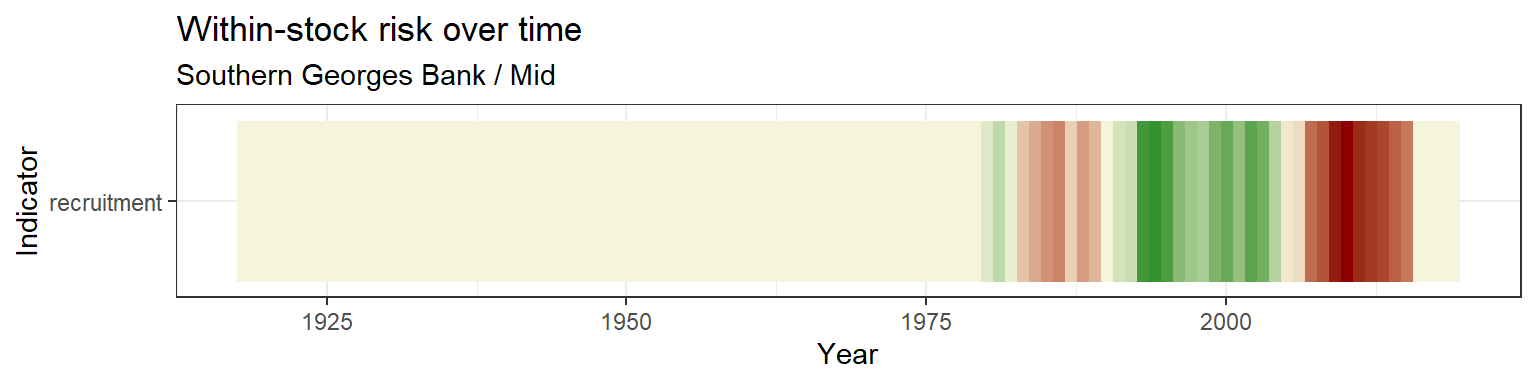 Within-stock risk over time
Southern Georges Bank / Mid
Indicator
recruitment
1925 1950 1975 2000
Year